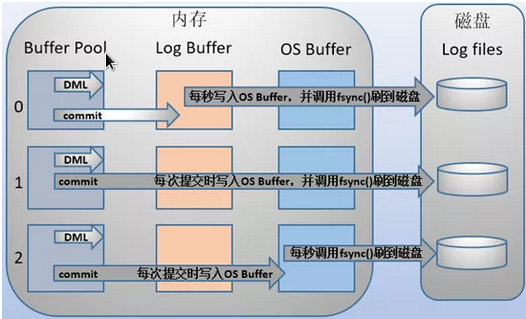 内存
磁盘
Buffer Pool
Log Buffer
OS Buffer
Log files
0
DML
commit
每秒写入OS Buffer，并调用fsync()刷到磁盘
1
DML
commit
每次提交时写入OS Buffer，并调用fsync()刷到磁盘
2
DML
commit
每次提交时写入OS Buffer
每秒调用fsync()刷到磁盘